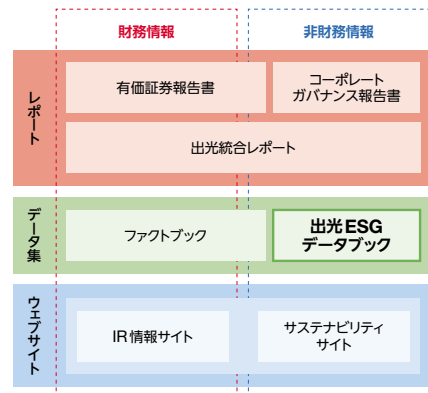 財務情報
非財務情報
レポート
有価証券報告書
コーポレート
ガバナンス報告書
出光統合レポート
データ集
ファクトブック
出光ESG
データブック
ウェブサイト
IR情報サイト
サステナビリティ
サイト